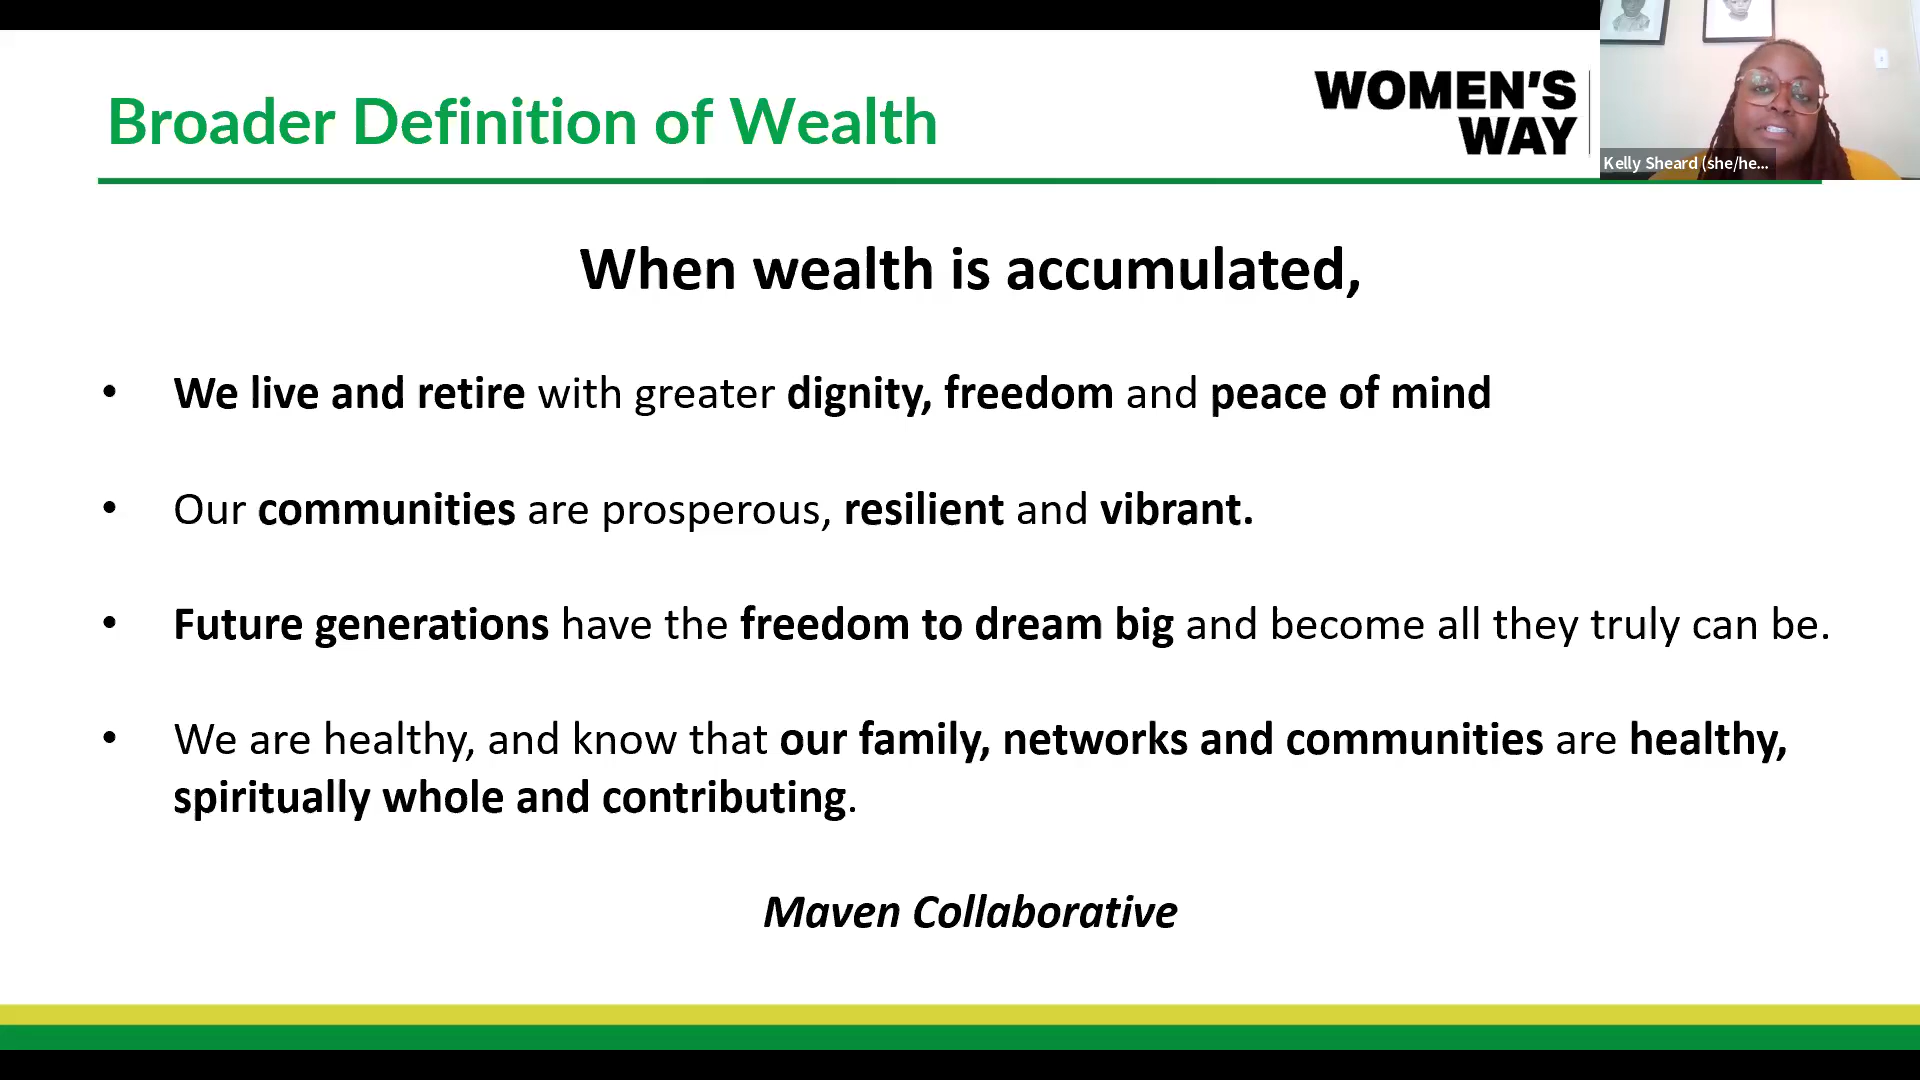 Broader Definition of Wealth
WOMEN'S
WAY
Kelly Sheard (she/he...
When wealth is accumulated,
• We live and retire with greater dignity, freedom and peace of mind
• Our communities are prosperous, resilient and vibrant.
• Future generations have the freedom to dream big and become all they truly can be.
• We are healthy, and know that our family, networks and communities are healthy,
spiritually whole and contributing.
Maven Collaborative